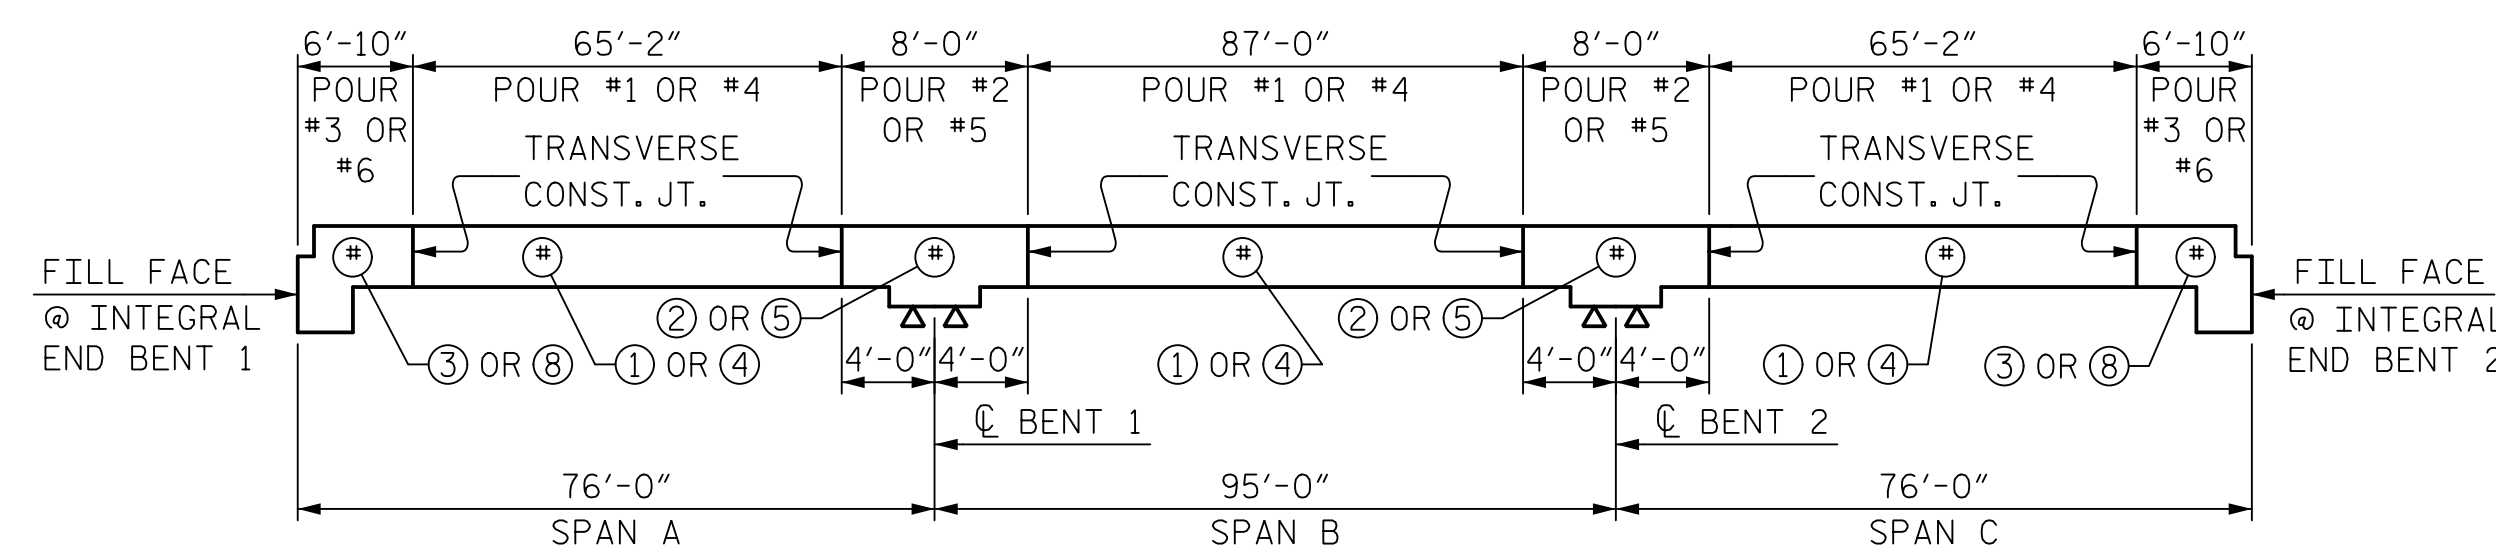 6'-10" 65'-2" 8'-0" 87'-0" 8'-0" 65'-2" 6'-10"
POUR #3 OR #6
POUR #1 OR #4
POUR #2 OR #5
POUR #1 OR #4
POUR #2 OR #5
POUR #1 OR #4
POUR #3 OR #6
TRANSVERSE
CONST. JT.
TRANSVERSE
CONST. JT.
TRANSVERSE
CONST. JT.
# # # # # # #
FILL FACE
@ INTEGRAL
END BENT 1
FILL FACE
@ INTEGRAL
END BENT 2
2 OR 5
2 OR 5
3 OR 8
1 OR 4
4'-0" 4'-0"
1 OR 4
4'-0" 4'-0"
1 OR 4
3 OR 8
℄ BENT 1
℄ BENT 2
76'-0" 95'-0" 76'-0"
SPAN A SPAN B SPAN C